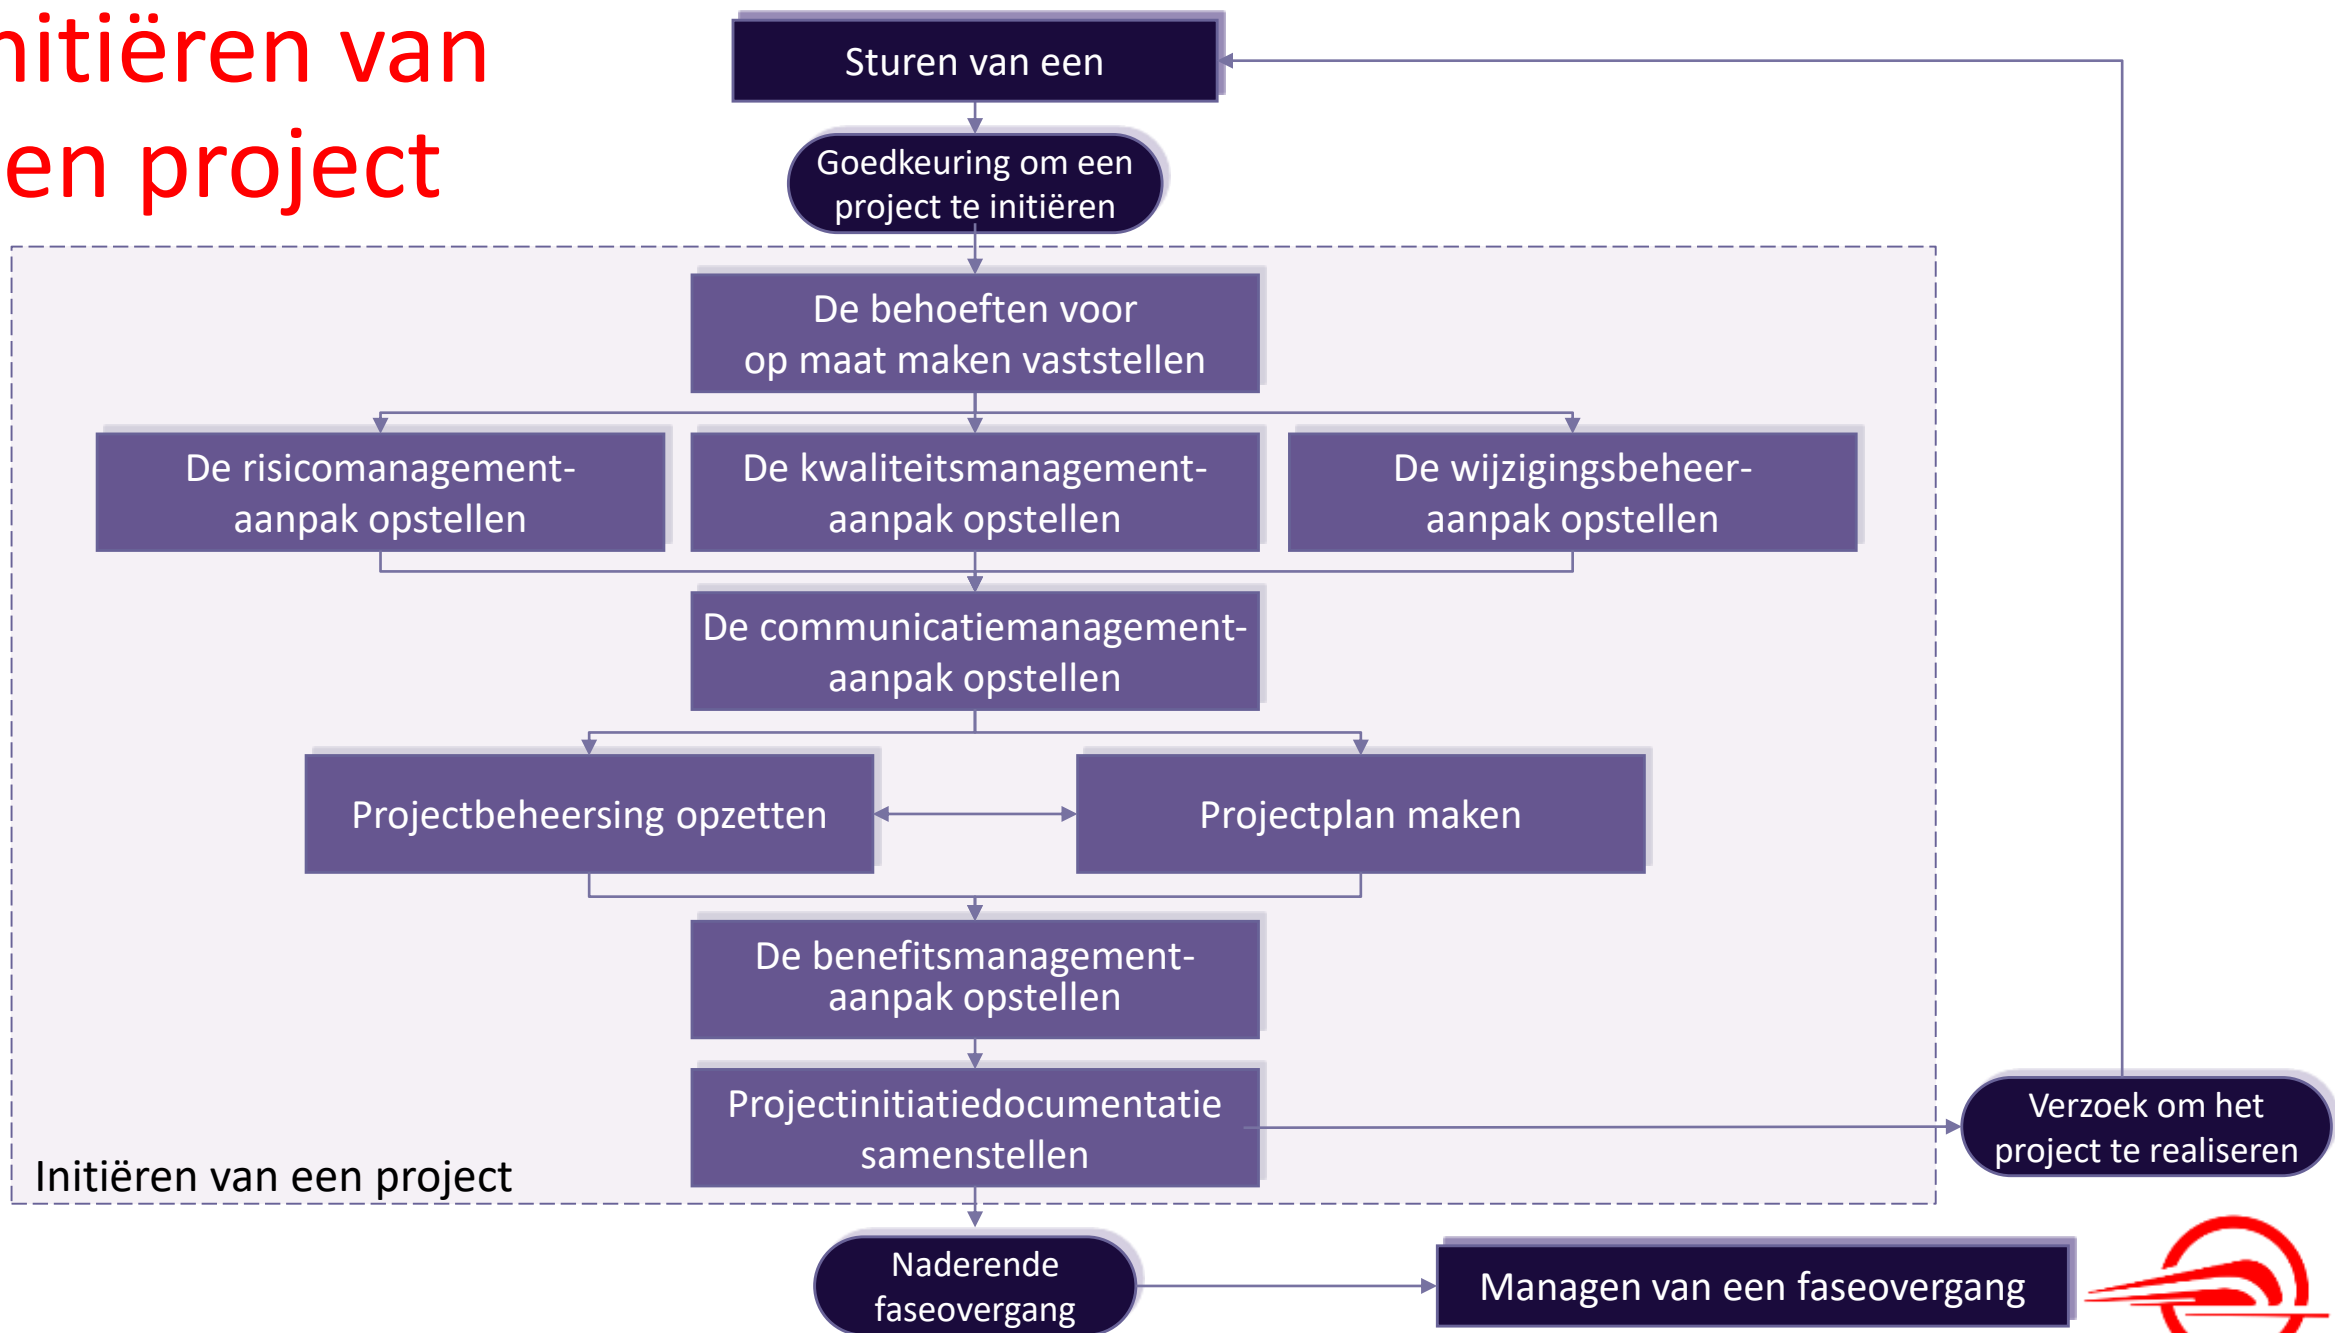 nitiëren van
en project
Sturen van een
Goedkeuring om een
project te initiëren
De behoeften voor
op maat maken vaststellen
De risicomanagement-
aanpak opstellen
De kwaliteitsmanagement-
aanpak opstellen
De wijzigingsbeheer-
aanpak opstellen
De communicatiemanagement-
aanpak opstellen
Projectbeheersing opzetten
Projectplan maken
De benefitsmanagement-
aanpak opstellen
Projectinitiatiedocumentatie
samenstellen
Verzoek om het
project te realiseren
Initiëren van een project
Naderende
faseovergang
Managen van een faseovergang